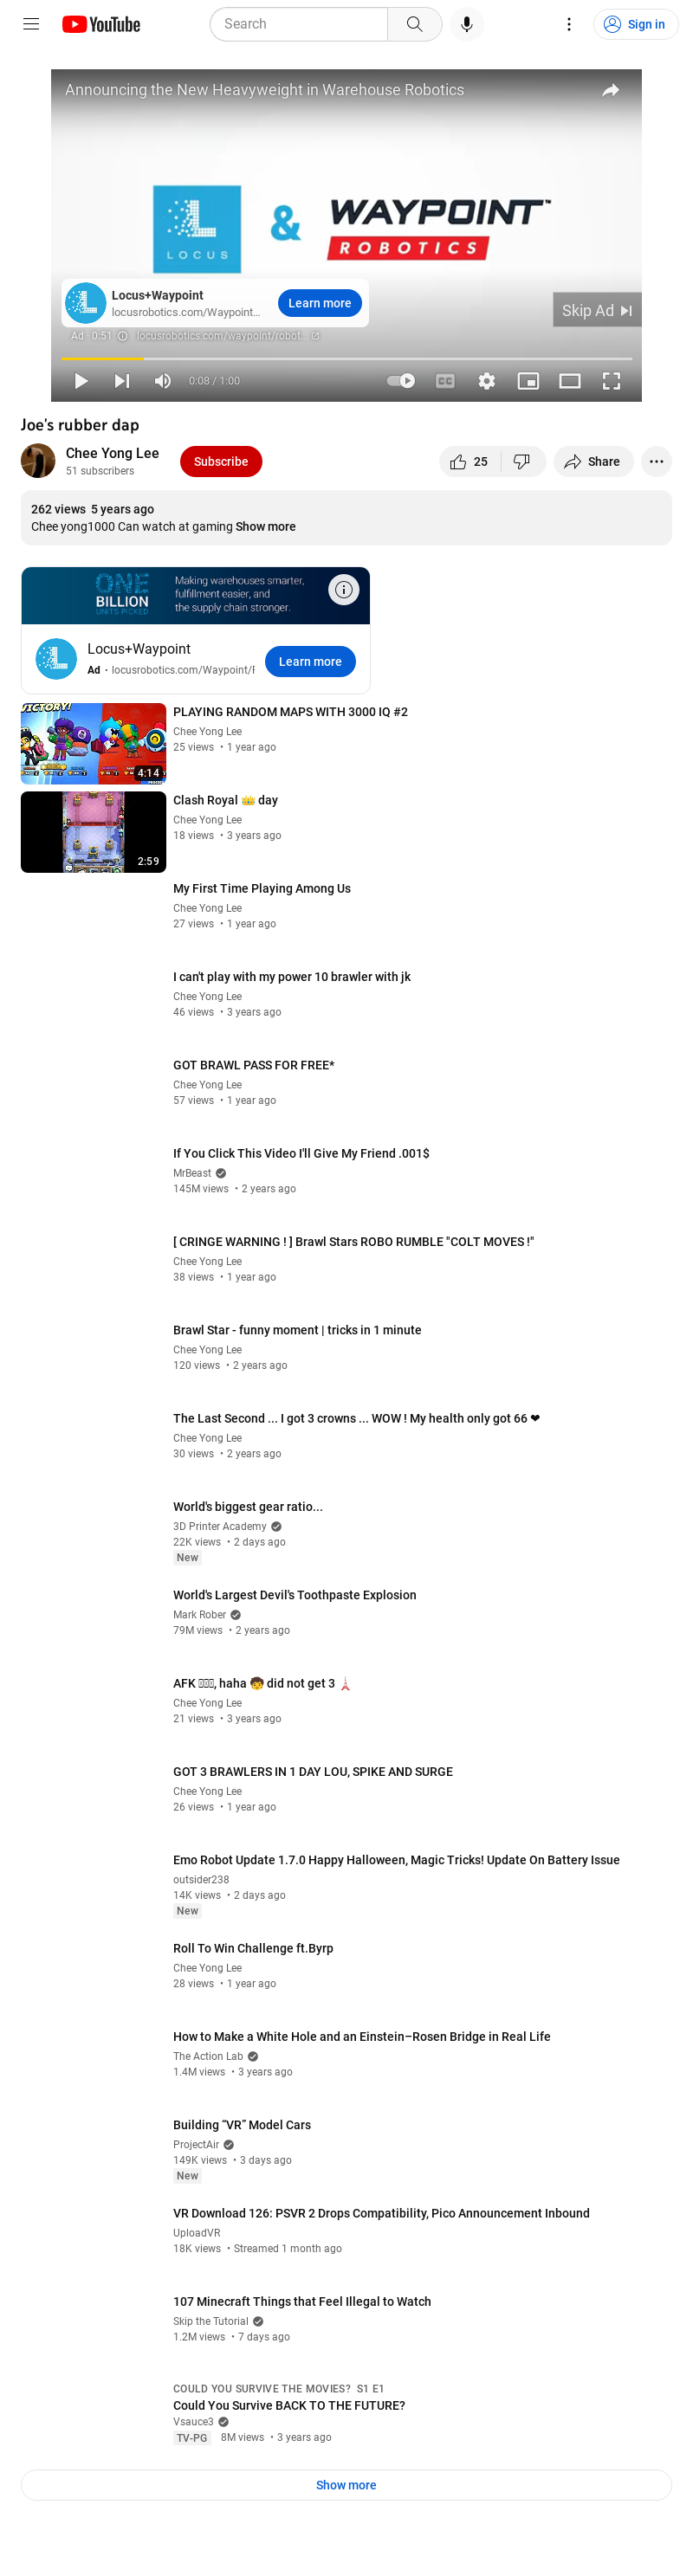 YouTube
Search
Sign in
Announcing the New Heavyweight in Warehouse Robotics
LOCUS & WAYPOINT™
ROBOTICS
Locus+Waypoint
locusrobotics.com/Waypoint...
Learn more
Skip Ad
Ad · 0:51 locusrobotics.com/waypoint/robot...
0:08 / 1:00
CC
Joe's rubber dap
Chee Yong Lee
51 subscribers
Subscribe
25
Share
262 views 5 years ago
Chee yong1000 Can watch at gaming Show more
ONE
BILLION
UNITS PICKED
Making warehouses smarter,
fulfillment easier, and
the supply chain stronger.
Locus+Waypoint
Ad • locusrobotics.com/Waypoint/F
Learn more
VICTORY!
4:14
PLAYING RANDOM MAPS WITH 3000 IQ #2
Chee Yong Lee
25 views • 1 year ago
2:59
Clash Royal 👑 day
Chee Yong Lee
18 views • 3 years ago
My First Time Playing Among Us
Chee Yong Lee
27 views • 1 year ago
I can't play with my power 10 brawler with jk
Chee Yong Lee
46 views • 3 years ago
GOT BRAWL PASS FOR FREE*
Chee Yong Lee
57 views • 1 year ago
If You Click This Video I'll Give My Friend .001$
MrBeast
145M views • 2 years ago
[ CRINGE WARNING ! ] Brawl Stars ROBO RUMBLE "COLT MOVES !"
Chee Yong Lee
38 views • 1 year ago
Brawl Star - funny moment | tricks in 1 minute
Chee Yong Lee
120 views • 2 years ago
The Last Second ... I got 3 crowns ... WOW ! My health only got 66 ❤
Chee Yong Lee
30 views • 2 years ago
World's biggest gear ratio...
3D Printer Academy
22K views • 2 days ago
New
World's Largest Devil's Toothpaste Explosion
Mark Rober
79M views • 2 years ago
AFK , haha 🧒 did not get 3 🗼
Chee Yong Lee
21 views • 3 years ago
GOT 3 BRAWLERS IN 1 DAY LOU, SPIKE AND SURGE
Chee Yong Lee
26 views • 1 year ago
Emo Robot Update 1.7.0 Happy Halloween, Magic Tricks! Update On Battery Issue
outsider238
14K views • 2 days ago
New
Roll To Win Challenge ft.Byrp
Chee Yong Lee
28 views • 1 year ago
How to Make a White Hole and an Einstein–Rosen Bridge in Real Life
The Action Lab
1.4M views • 3 years ago
Building “VR” Model Cars
ProjectAir
149K views • 3 days ago
New
VR Download 126: PSVR 2 Drops Compatibility, Pico Announcement Inbound
UploadVR
18K views • Streamed 1 month ago
107 Minecraft Things that Feel Illegal to Watch
Skip the Tutorial
1.2M views • 7 days ago
COULD YOU SURVIVE THE MOVIES? S1 E1
Could You Survive BACK TO THE FUTURE?
Vsauce3
TV-PG 8M views • 3 years ago
Show more